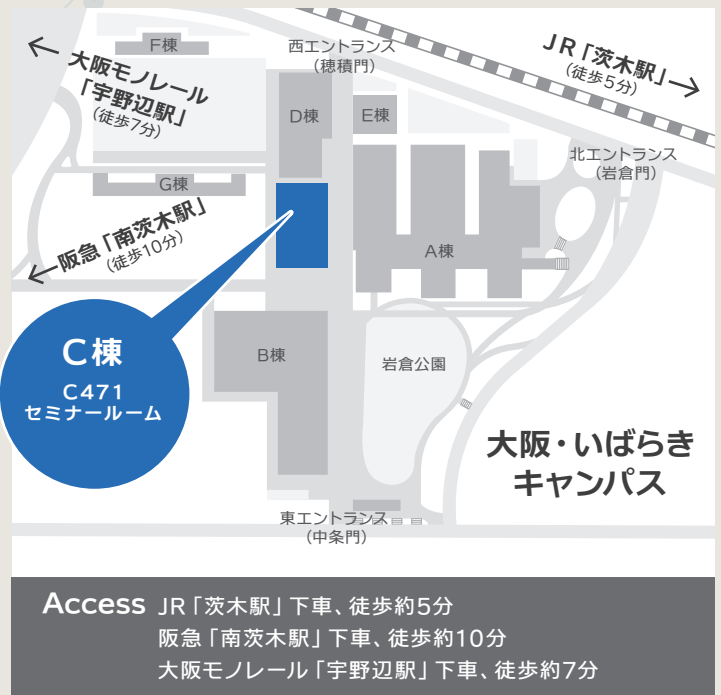 F棟
西エントランス
（穂積門）
JR「茨木駅」
（徒歩5分）
大阪モノレール
「宇野辺駅」
（徒歩7分）
D棟
E棟
北エントランス
（岩倉門）
G棟
阪急「南茨木駅」
（徒歩10分）
A棟
C棟
C471
セミナールーム
B棟
岩倉公園
大阪・いばらき
キャンパス
東エントランス
（中条門）
Access JR「茨木駅」下車、徒歩約5分
阪急「南茨木駅」下車、徒歩約10分
大阪モノレール「宇野辺駅」下車、徒歩約7分